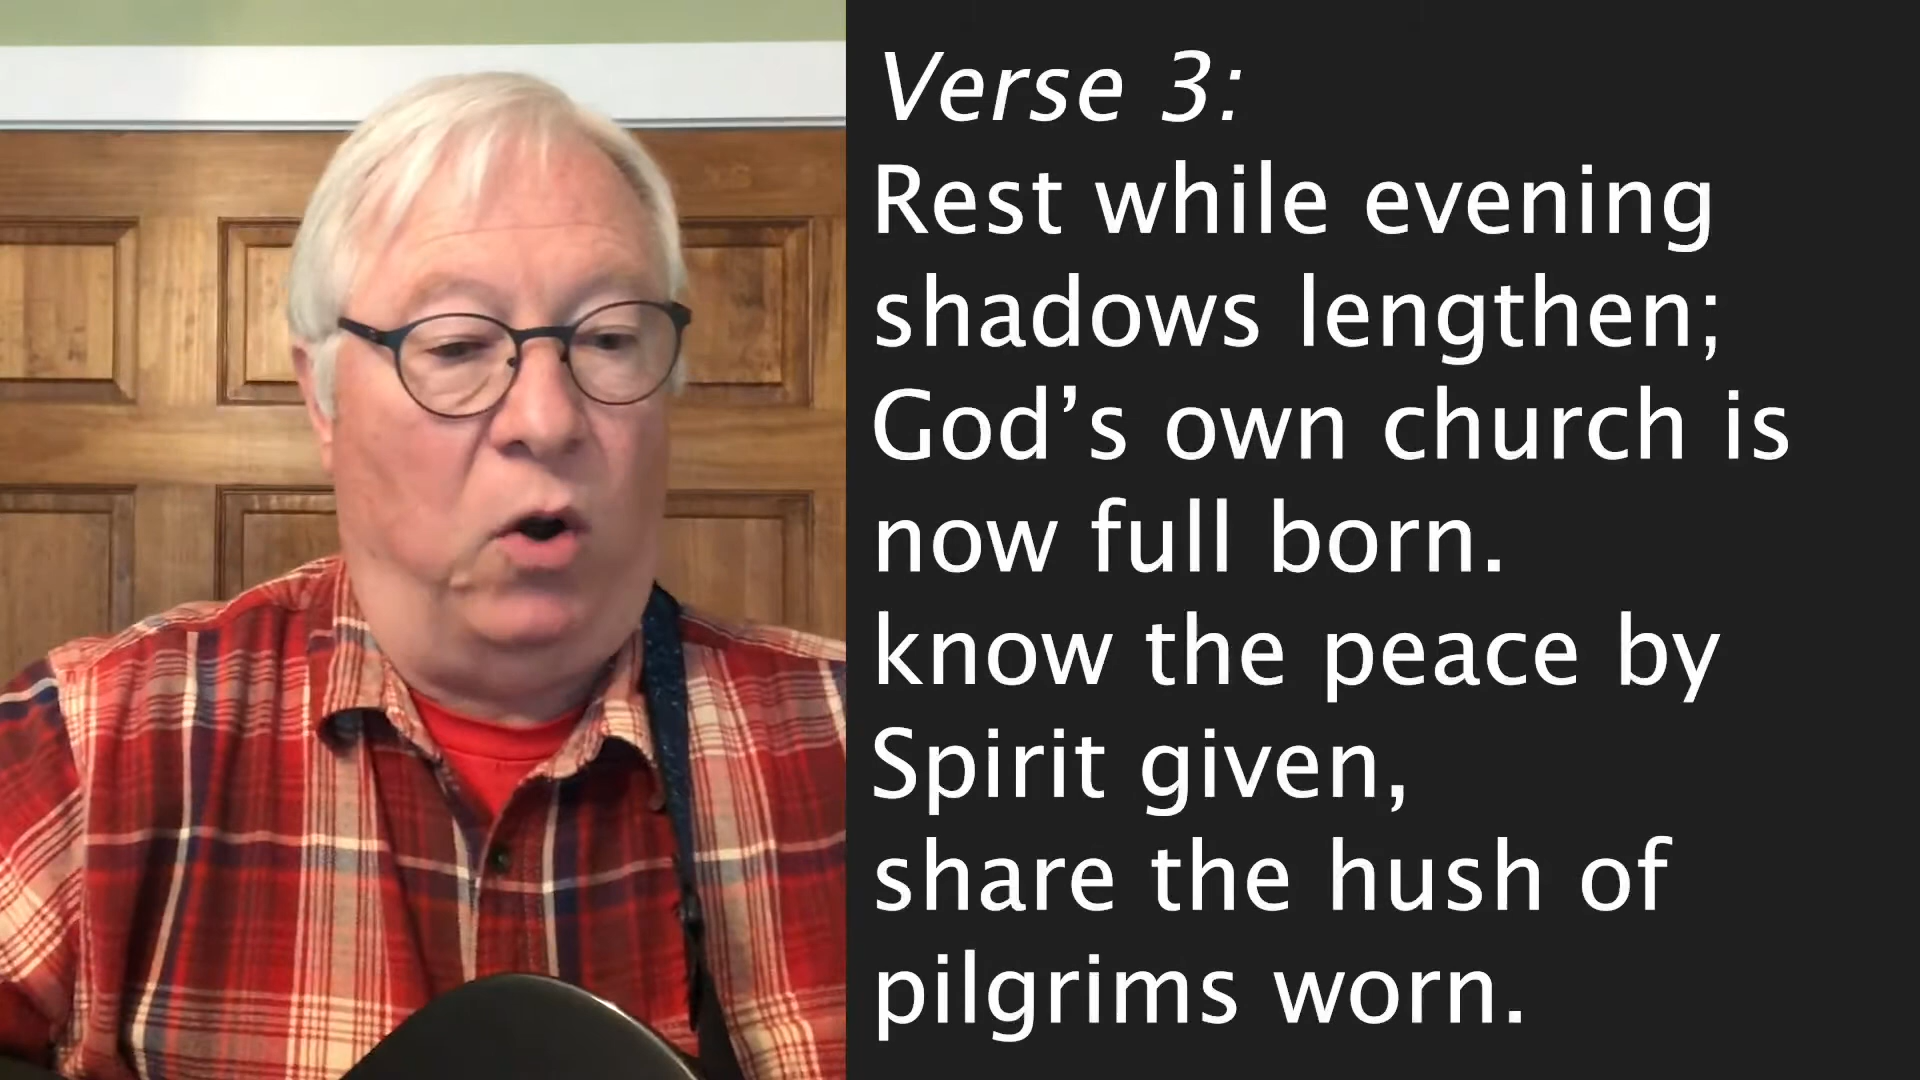 Verse 3:
Rest while evening
shadows lengthen;
God’s own church is
now full born.
know the peace by
Spirit given,
share the hush of
pilgrims worn.